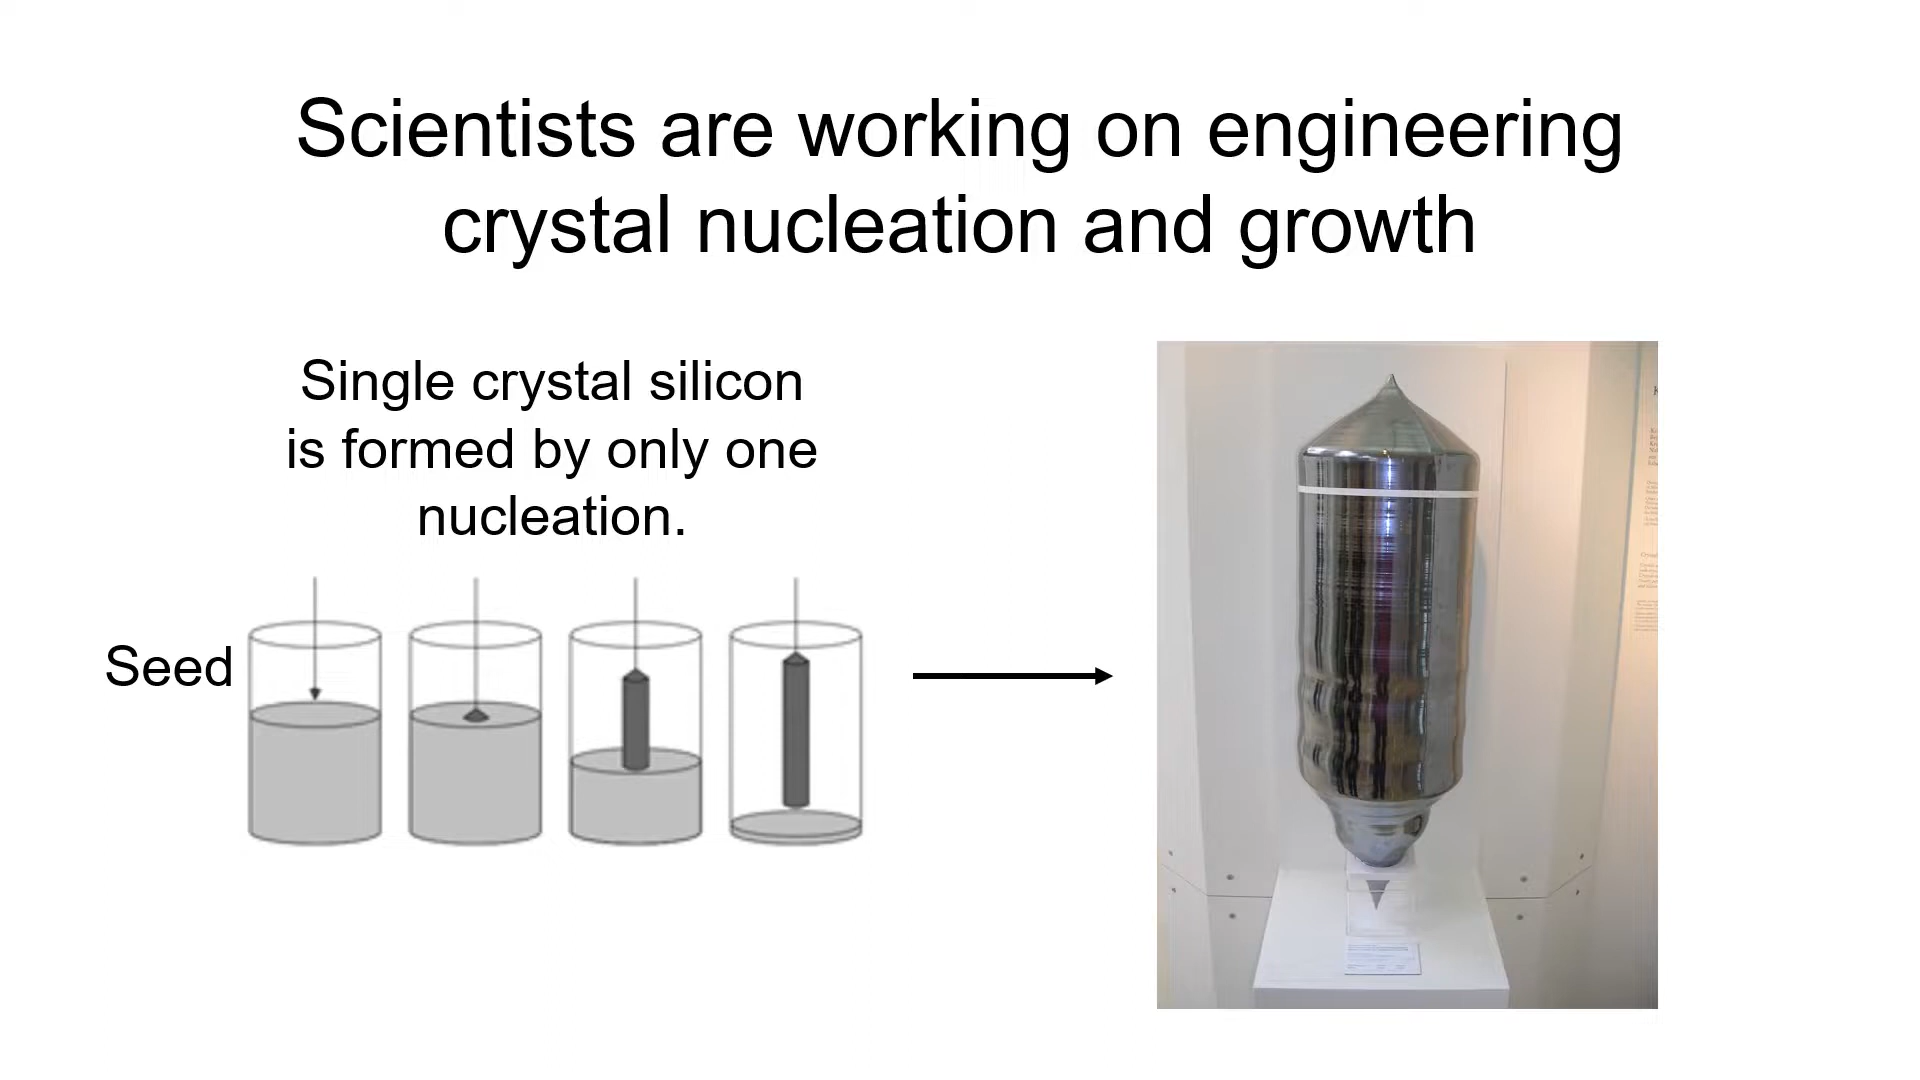 Scientists are working on engineering
crystal nucleation and growth
Single crystal silicon
is formed by only one
nucleation.
Seed